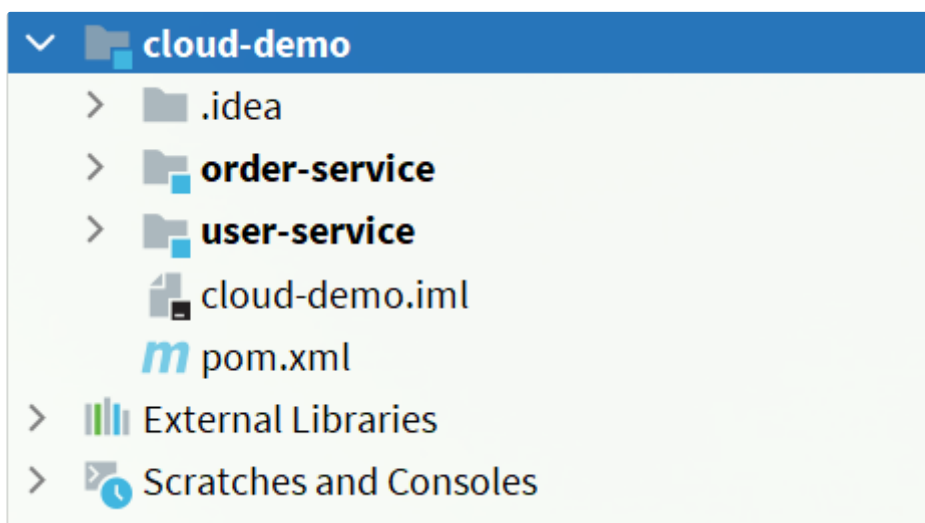 cloud-demo
.idea
order-service
user-service
cloud-demo.iml
pom.xml
External Libraries
Scratches and Consoles